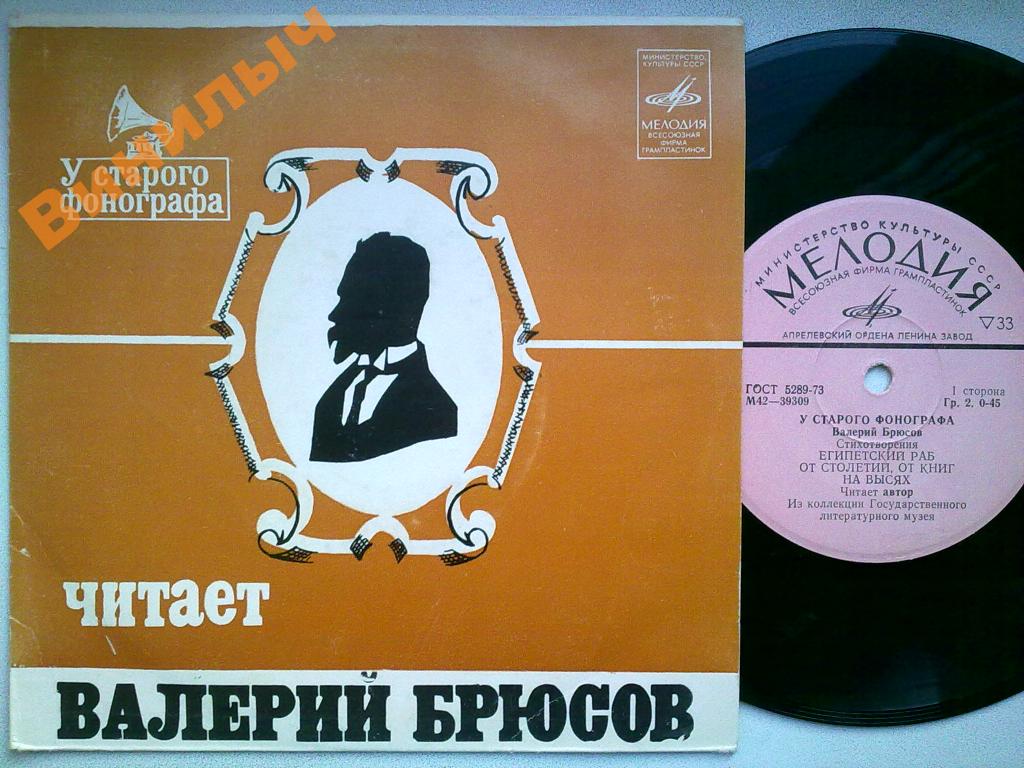 Винилыч
У старого
фонографа
МИНИСТЕРСТВО
КУЛЬТУРЫ СССР
МЕЛОДИЯ
ВСЕСОЮЗНАЯ
ФИРМА
ГРАМПЛАСТИНОК
читает
ВАЛЕРИЙ БРЮСОВ
МИНИСТЕРСТВО КУЛЬТУРЫ СССР
МЕЛОДИЯ
ВСЕСОЮЗНАЯ ФИРМА ГРАМПЛАСТИНОК
▽33
АПРЕЛЕВСКИЙ ОРДЕНА ЛЕНИНА ЗАВОД
ГОСТ 5289-73
М42—39309
I сторона
Гр. 2. 0-45
У СТАРОГО ФОНОГРАФА
Валерий Брюсов
Стихотворения
ЕГИПЕТСКИЙ РАБ
ОТ СТОЛЕТИЙ, ОТ КНИГ
НА ВЫСЯХ
Читает автор
Из коллекции Государственного
литературного музея